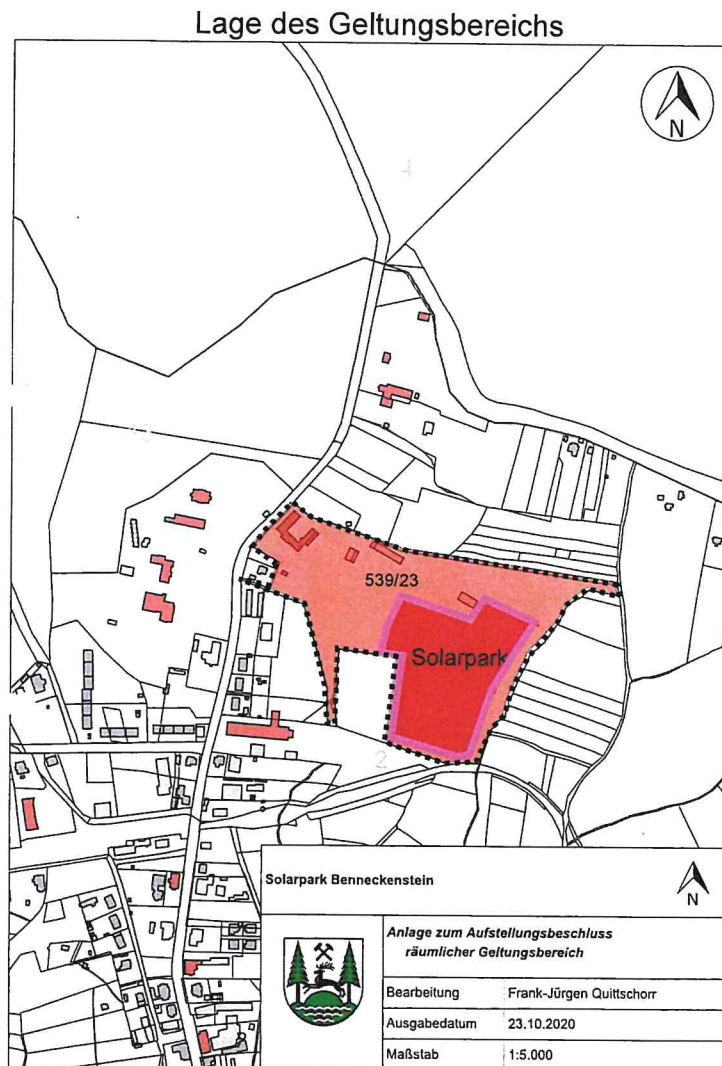 Lage des Geltungsbereichs
N
4
539/23
Solarpark
2
Solarpark Benneckenstein
N
Anlage zum Aufstellungsbeschluss
räumlicher Geltungsbereich
Bearbeitung Frank-Jürgen Quittschorr
Ausgabedatum 23.10.2020
Maßstab 1:5.000